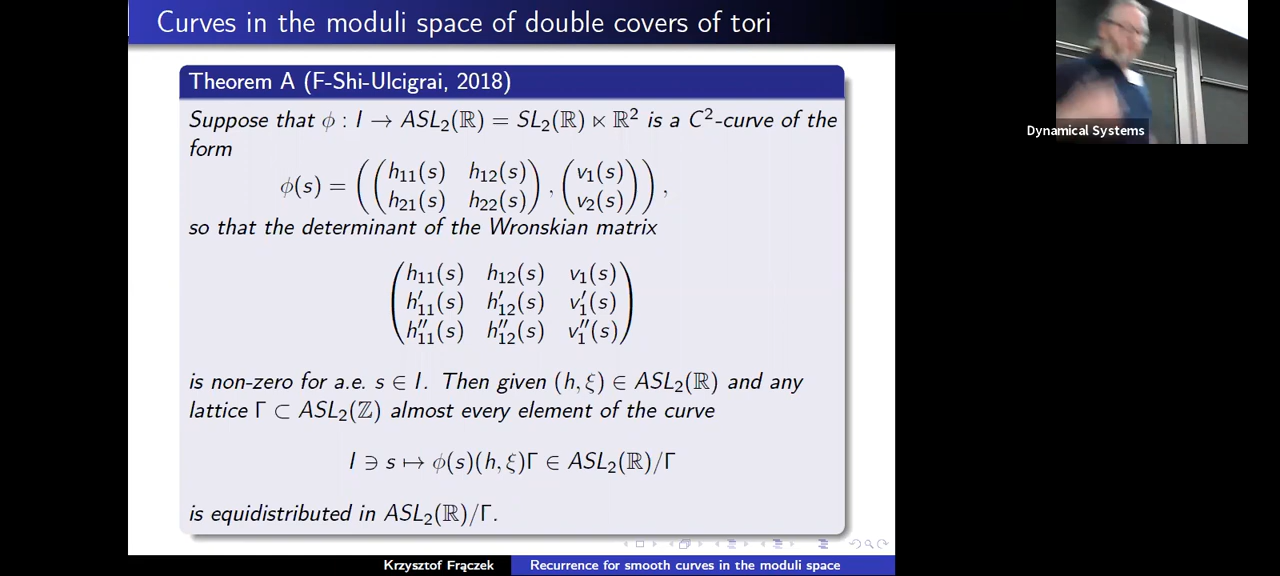 Curves in the moduli space of double covers of tori
Theorem A (F-Shi-Ulcigrai, 2018)
Suppose that ϕ : I → ASL₂(ℝ) = SL₂(ℝ) ⋉ ℝ² is a C²-curve of the
form
ϕ(s) = ( ( h₁₁(s) h₁₂(s) ) , ( v₁(s) ) ) ,
( h₂₁(s) h₂₂(s) ) ( v₂(s) )
so that the determinant of the Wronskian matrix
( h₁₁(s) h₁₂(s) v₁(s) )
( h′₁₁(s) h′₁₂(s) v′₁(s) )
( h″₁₁(s) h″₁₂(s) v″₁(s) )
is non-zero for a.e. s ∈ I. Then given (h, ξ) ∈ ASL₂(ℝ) and any
lattice Γ ⊂ ASL₂(ℤ) almost every element of the curve
I ∋ s ↦ ϕ(s)(h, ξ)Γ ∈ ASL₂(ℝ)/Γ
is equidistributed in ASL₂(ℝ)/Γ.
Krzysztof Frączek Recurrence for smooth curves in the moduli space
Dynamical Systems